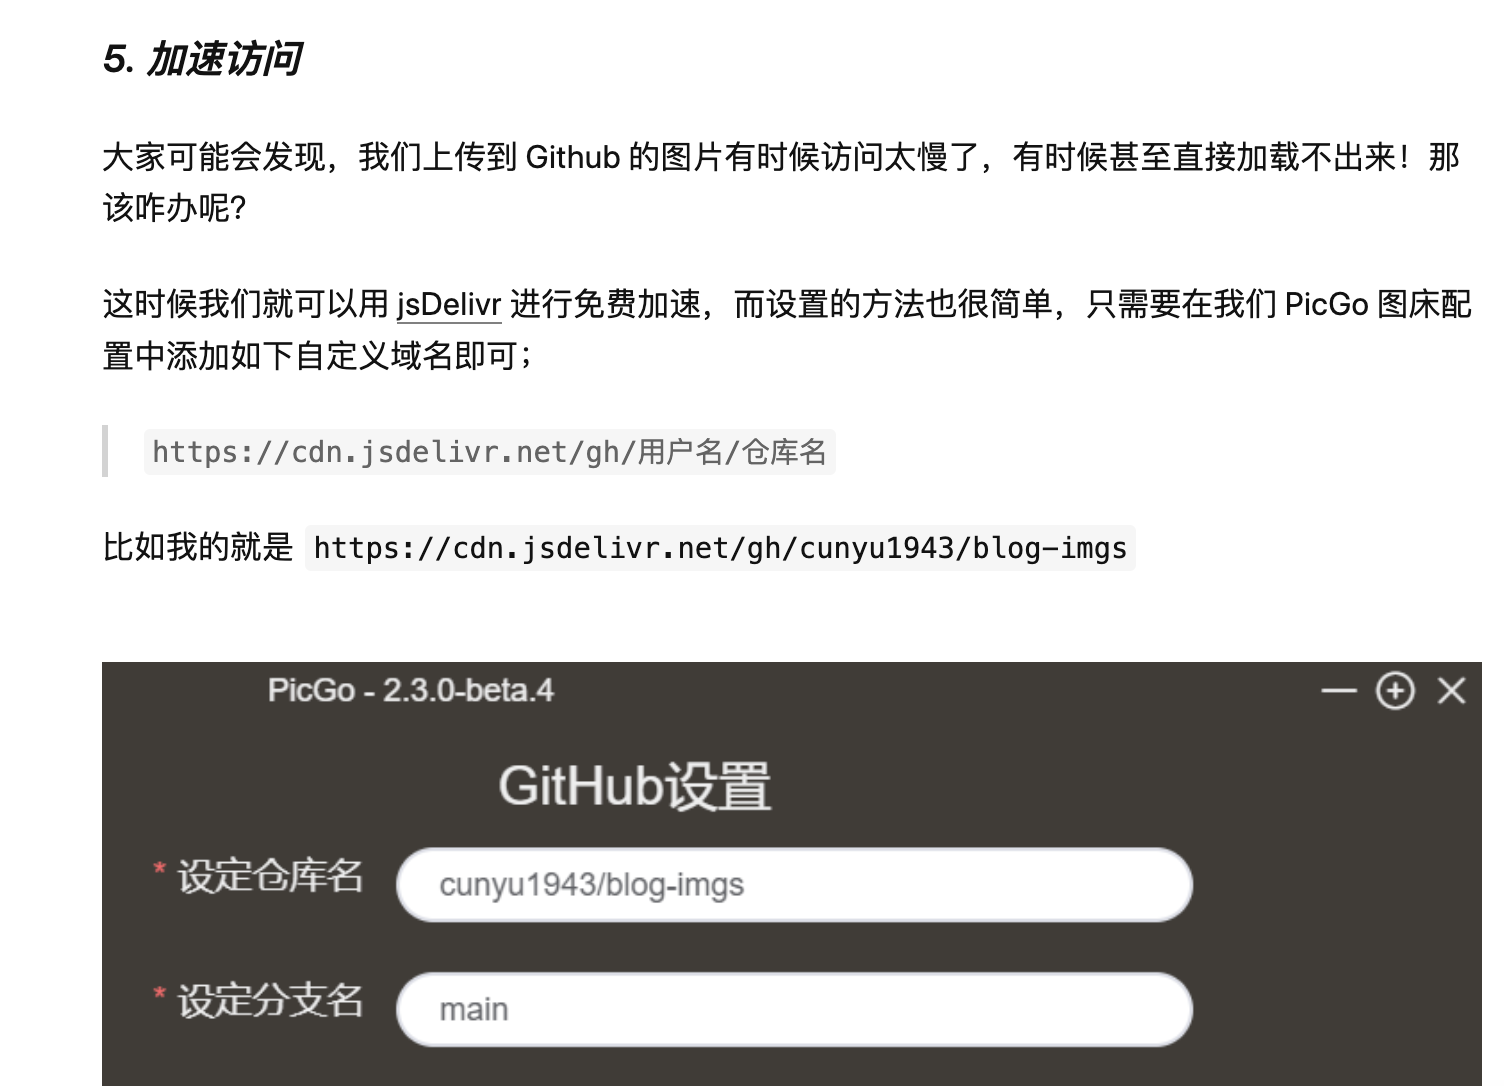 5. 加速访问
大家可能会发现，我们上传到 Github 的图片有时候访问太慢了，有时候甚至直接加载不出来！那
该咋办呢？
这时候我们就可以用 jsDelivr 进行免费加速，而设置的方法也很简单，只需要在我们 PicGo 图床配
置中添加如下自定义域名即可；
https://cdn.jsdelivr.net/gh/用户名/仓库名
比如我的就是 https://cdn.jsdelivr.net/gh/cunyu1943/blog-imgs
PicGo - 2.3.0-beta.4
GitHub设置
* 设定仓库名 cunyu1943/blog-imgs
* 设定分支名 main